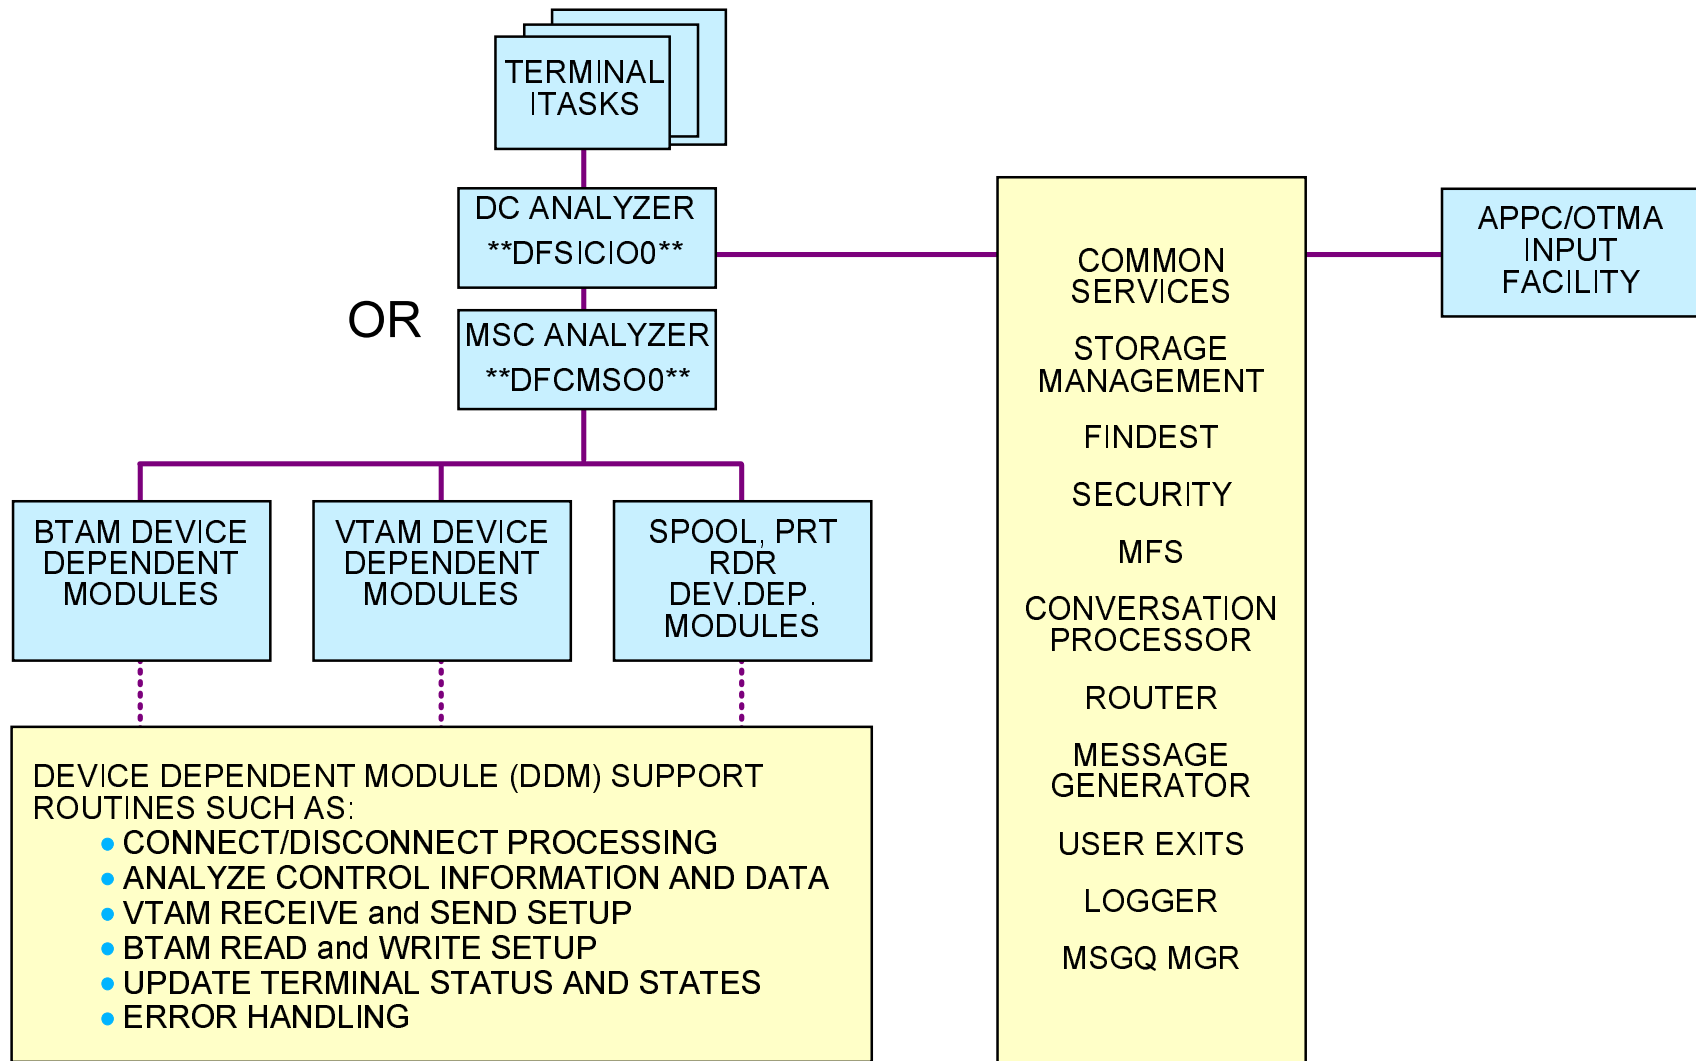 TERMINAL
ITASKS
DC ANALYZER
**DFSICIO0**
OR
MSC ANALYZER
**DFCMSO0**
BTAM DEVICE
DEPENDENT
MODULES
VTAM DEVICE
DEPENDENT
MODULES
SPOOL, PRT
RDR
DEV.DEP.
MODULES
DEVICE DEPENDENT MODULE (DDM) SUPPORT
ROUTINES SUCH AS:
● CONNECT/DISCONNECT PROCESSING
● ANALYZE CONTROL INFORMATION AND DATA
● VTAM RECEIVE and SEND SETUP
● BTAM READ and WRITE SETUP
● UPDATE TERMINAL STATUS AND STATES
● ERROR HANDLING
COMMON
SERVICES
STORAGE
MANAGEMENT
FINDEST
SECURITY
MFS
CONVERSATION
PROCESSOR
ROUTER
MESSAGE
GENERATOR
USER EXITS
LOGGER
MSGQ MGR
APPC/OTMA
INPUT
FACILITY